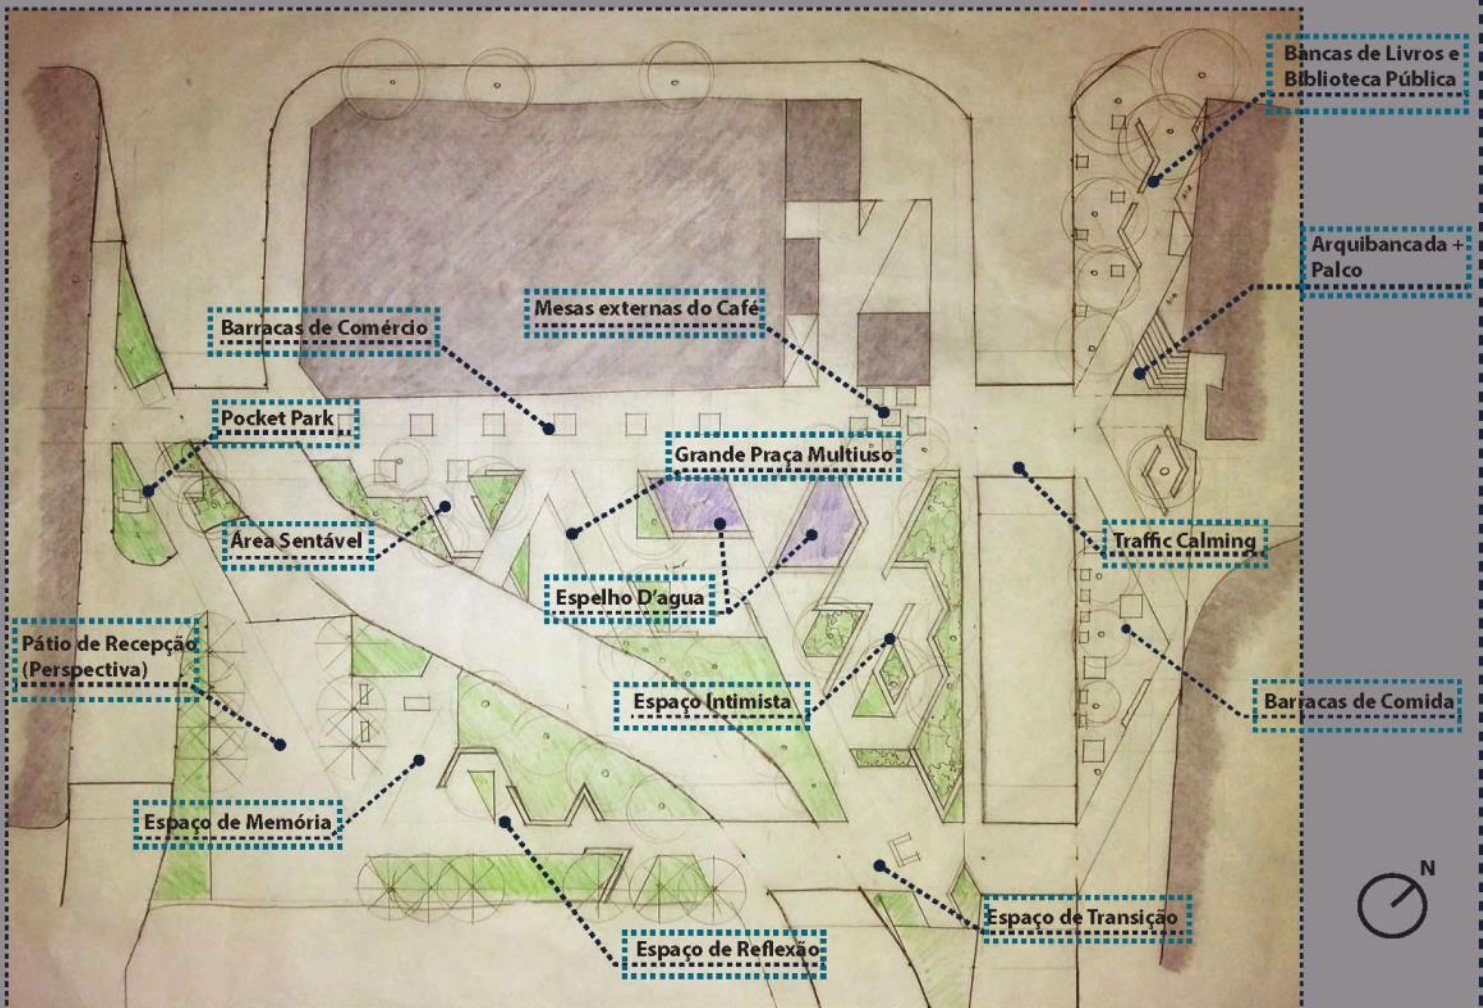 Bancas de Livros e
Biblioteca Pública
Arquibancada +
Palco
Mesas externas do Café
Barracas de Comércio
Pocket Park
Grande Praça Multiuso
Área Sentável
Traffic Calming
Espelho D'agua
Pátio de Recepção
(Perspectiva)
Espaço Intimista
Barracas de Comida
Espaço de Memória
N
Espaço de Transição
Espaço de Reflexão